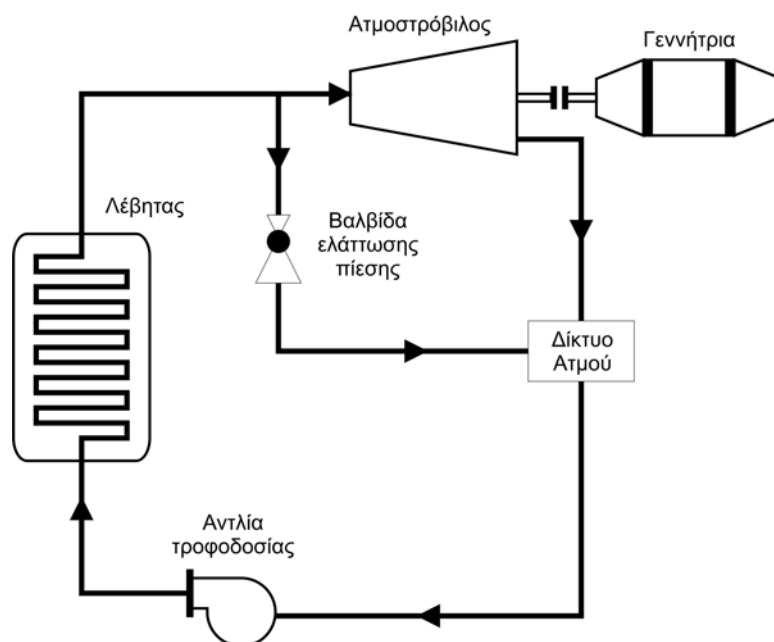 Ατμοστρόβιλος
Γεννήτρια
Λέβητας
Βαλβίδα
ελάττωσης
πίεσης
Δίκτυο
Ατμού
Αντλία
τροφοδοσίας